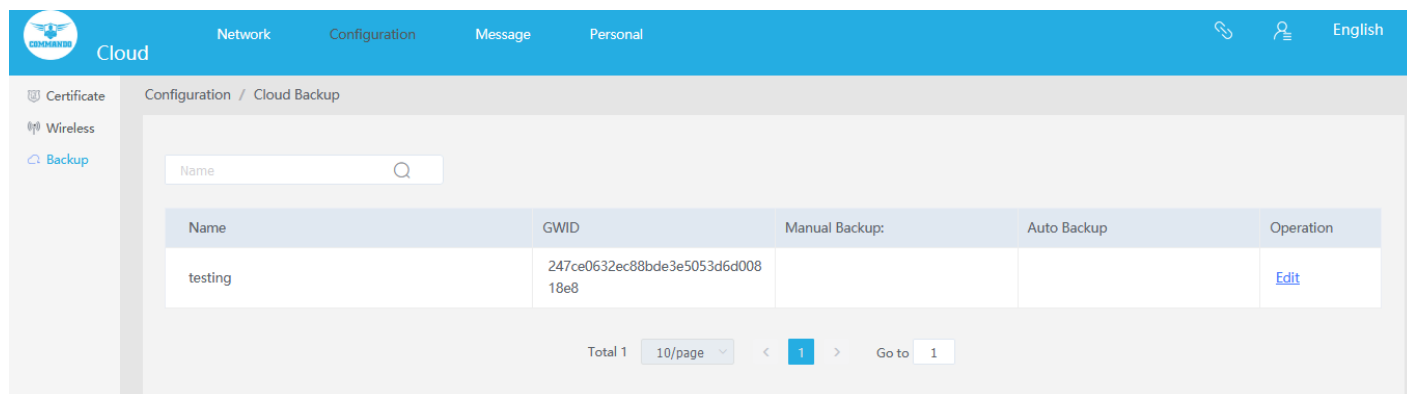 COMMANDO
Cloud
Network Configuration Message Personal English
Certificate
Wireless
Backup
Configuration / Cloud Backup
Name
Name GWID Manual Backup: Auto Backup Operation
testing 247ce0632ec88bde3e5053d6d008 Edit
18e8
Total 1 10/page < 1 > Go to 1